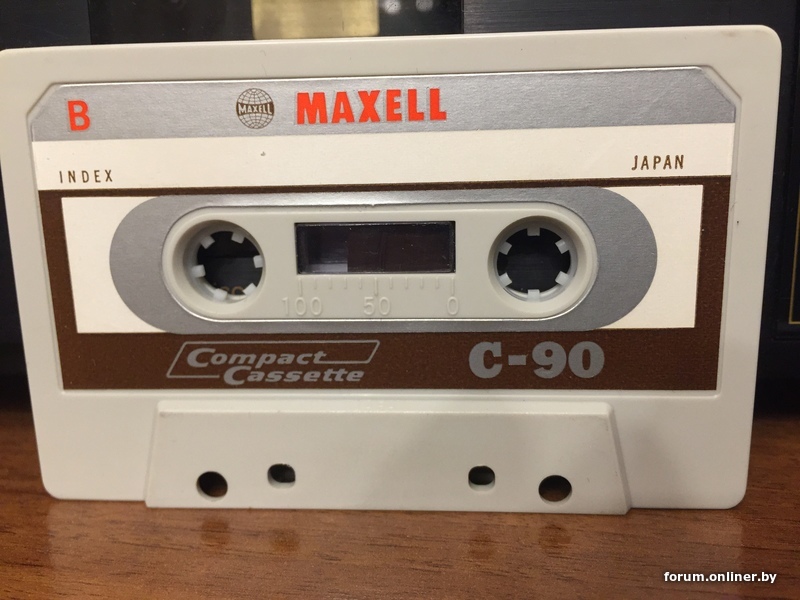 B MAXELL MAXELL
INDEX JAPAN
100 50 0
Compact C-90
Cassette
forum.onliner.by